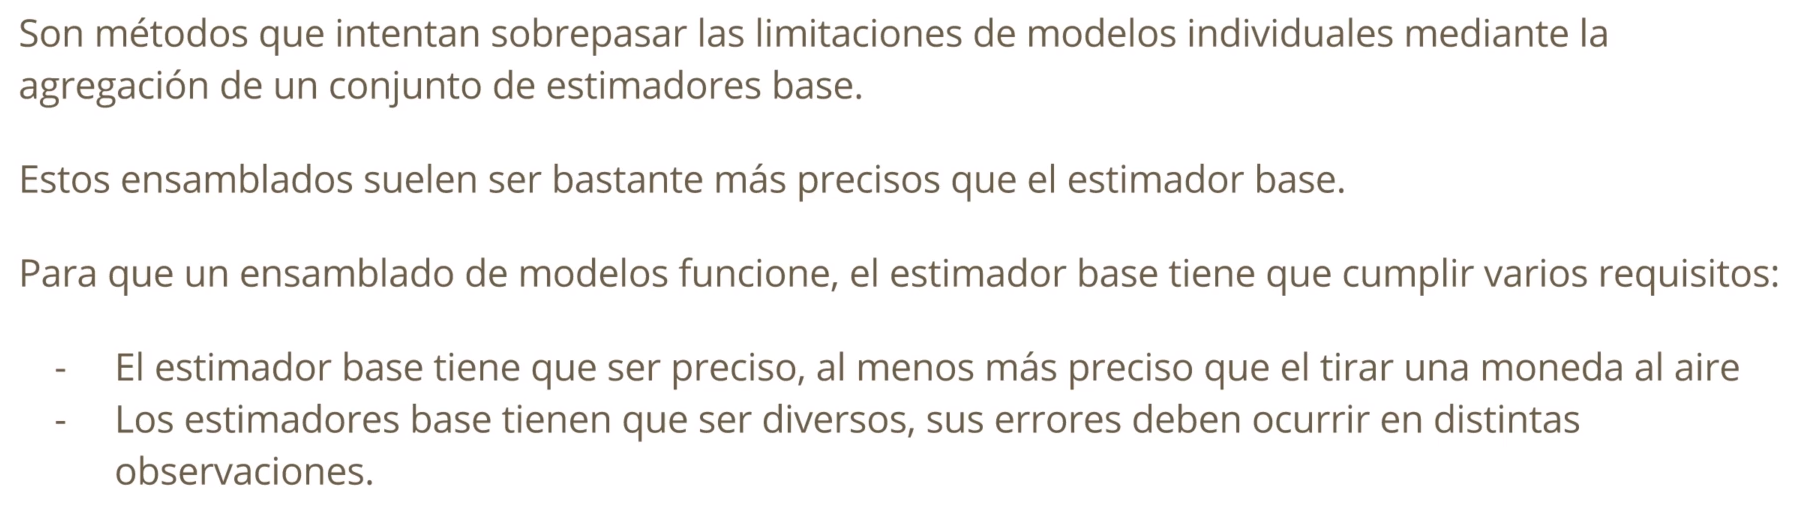 Son métodos que intentan sobrepasar las limitaciones de modelos individuales mediante la
agregación de un conjunto de estimadores base.
Estos ensamblados suelen ser bastante más precisos que el estimador base.
Para que un ensamblado de modelos funcione, el estimador base tiene que cumplir varios requisitos:
- El estimador base tiene que ser preciso, al menos más preciso que el tirar una moneda al aire
- Los estimadores base tienen que ser diversos, sus errores deben ocurrir en distintas
observaciones.